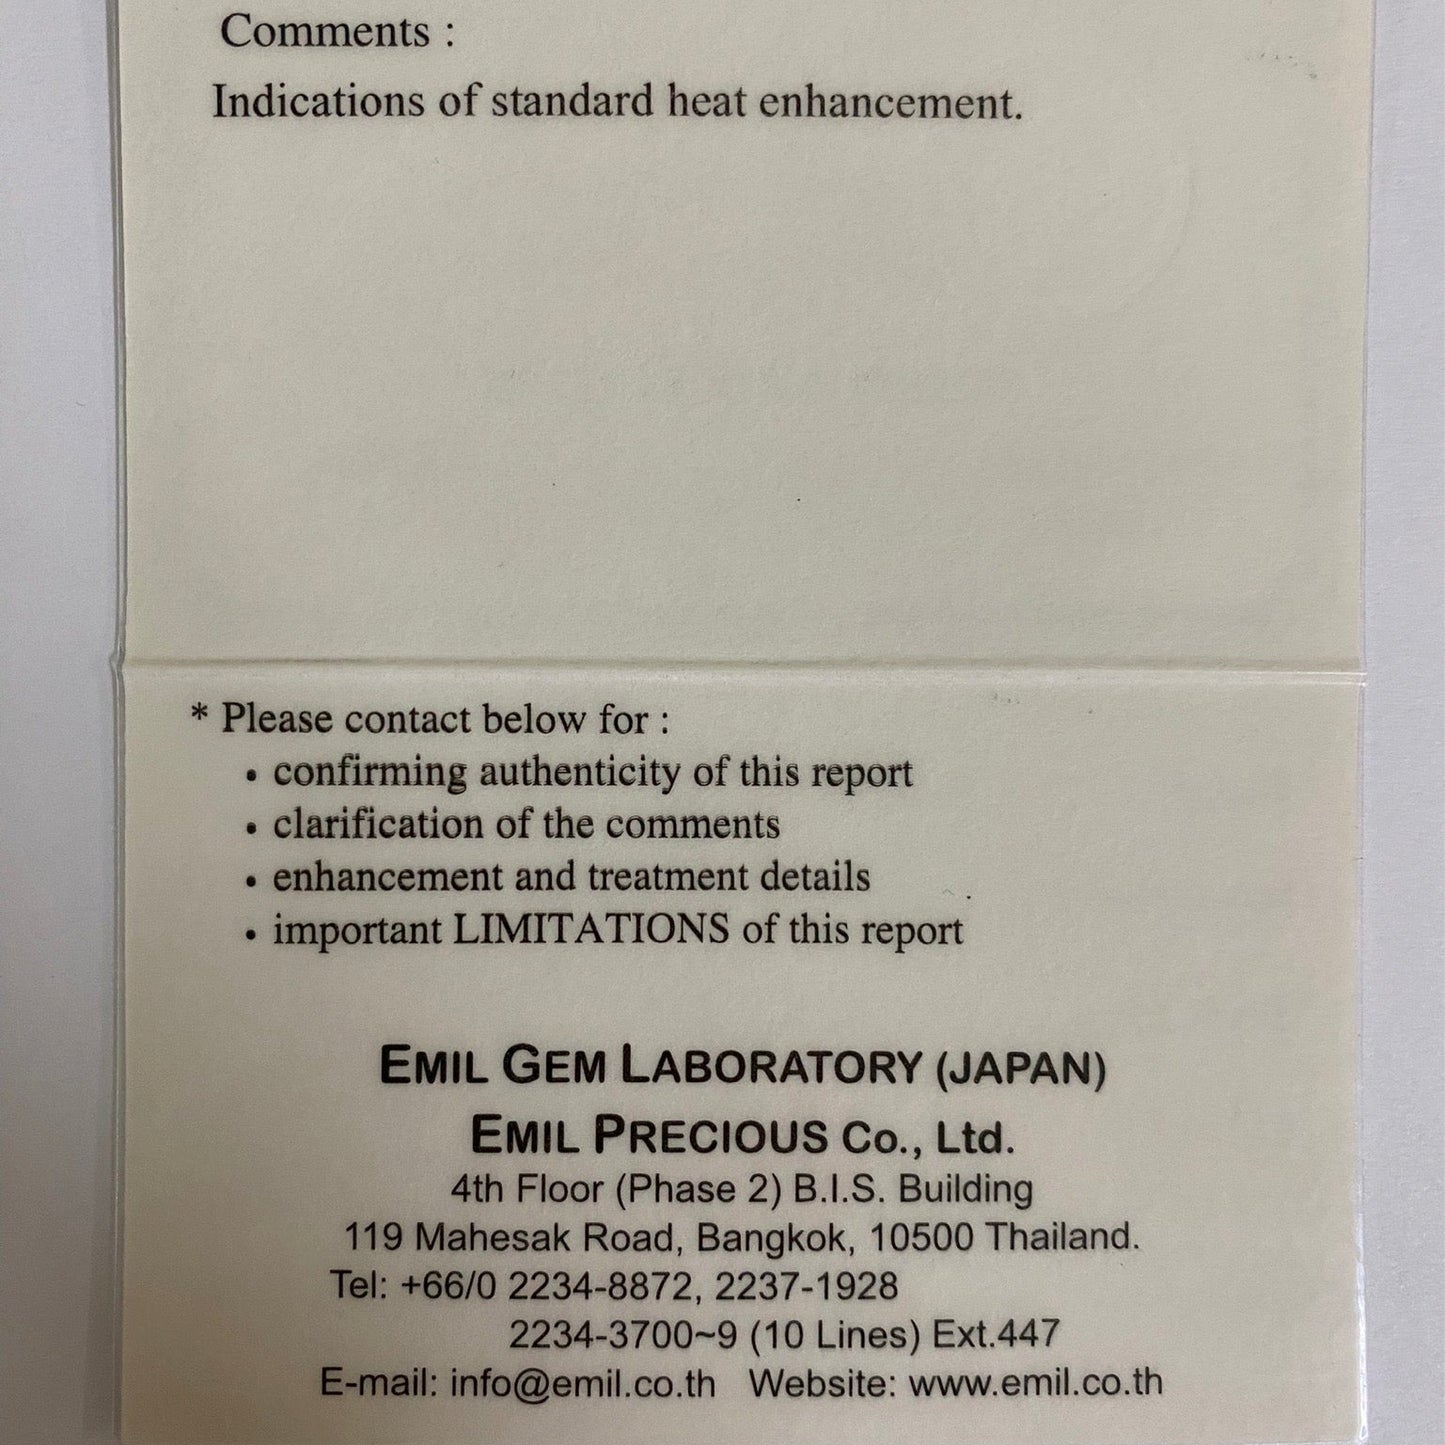 Comments :
Indications of standard heat enhancement.
* Please contact below for :
• confirming authenticity of this report
• clarification of the comments
• enhancement and treatment details
• important LIMITATIONS of this report
EMIL GEM LABORATORY (JAPAN)
EMIL PRECIOUS Co., Ltd.
4th Floor (Phase 2) B.I.S. Building
119 Mahesak Road, Bangkok, 10500 Thailand.
Tel: +66/0 2234-8872, 2237-1928
2234-3700~9 (10 Lines) Ext.447
E-mail: info@emil.co.th Website: www.emil.co.th